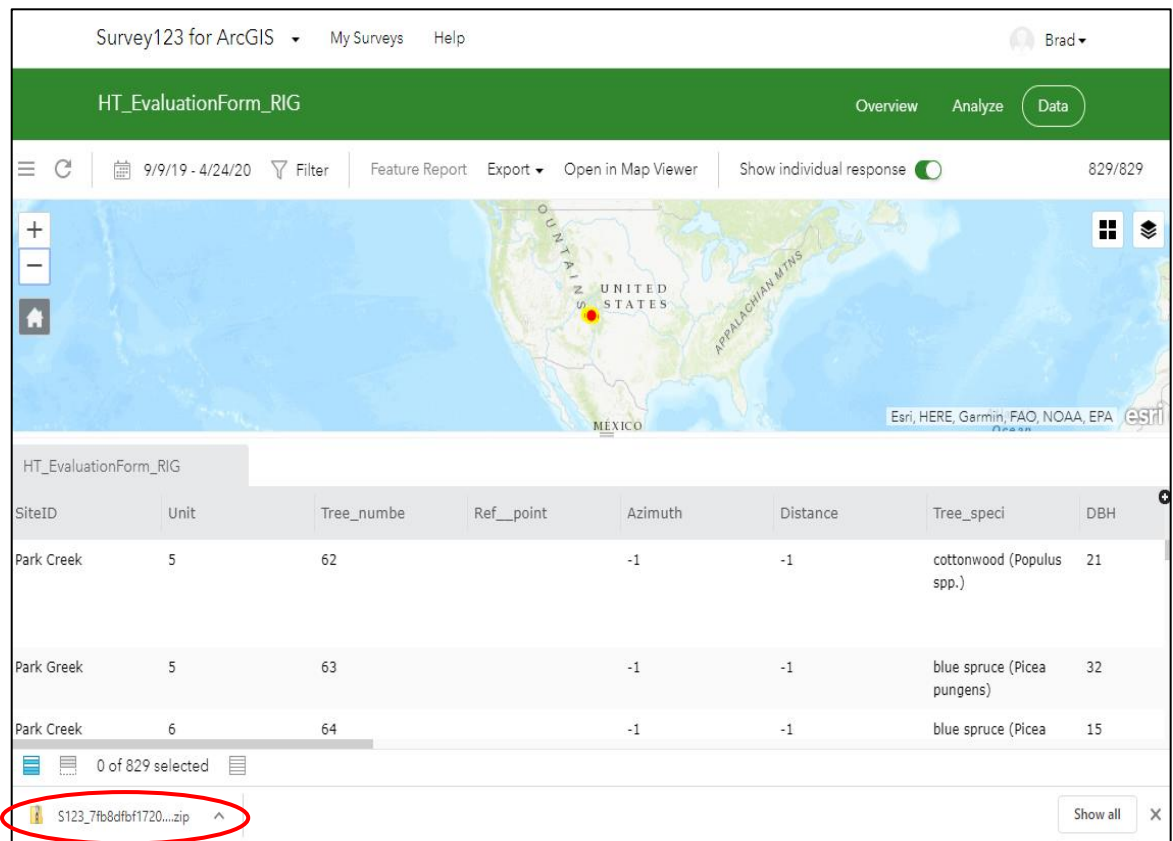 Survey123 for ArcGIS My Surveys Help Brad
HT_EvaluationForm_RIG Overview Analyze Data
9/9/19 - 4/24/20 Filter Feature Report Export Open in Map Viewer Show individual response 829/829
OUNTAINS
UNITED
STATES
APPALACHIAN MTNS
MÉXICO
Esri, HERE, Garmin, FAO, NOAA, EPA esri
Ocean
HT_EvaluationForm_RIG
SiteID Unit Tree_numbe Ref__point Azimuth Distance Tree_speci DBH
Park Creek 5 62 -1 -1 cottonwood (Populus 21
spp.)
Park Greek 5 63 -1 -1 blue spruce (Picea 32
pungens)
Park Creek 6 64 -1 -1 blue spruce (Picea 15
0 of 829 selected
S123_7fb8dfbf1720....zip Show all